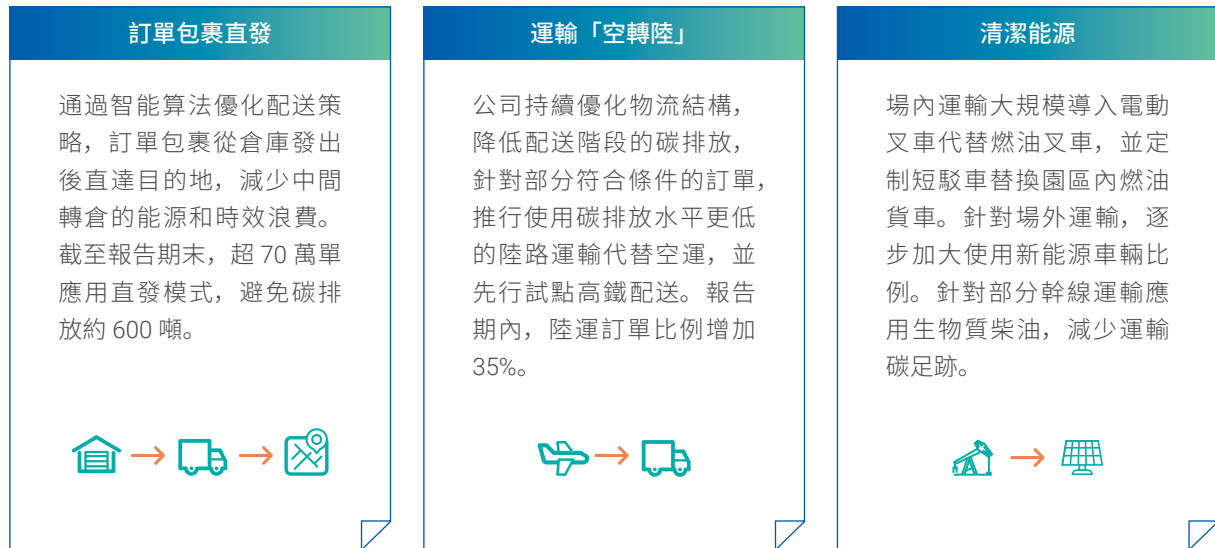 訂單包裹直發
通過智能算法優化配送策
略，訂單包裹從倉庫發出
後直達目的地，減少中間
轉倉的能源和時效浪費。
截至報告期末，超 70 萬單
應用直發模式，避免碳排
放約 600 噸。
運輸「空轉陸」
公司持續優化物流結構，
降低配送階段的碳排放，
針對部分符合條件的訂單，
推行使用碳排放水平更低
的陸路運輸代替空運，並
先行試點高鐵配送。報告
期內，陸運訂單比例增加
35%。
清潔能源
場內運輸大規模導入電動
叉車代替燃油叉車，並定
制短駁車替換園區內燃油
貨車。針對場外運輸，逐
步加大使用新能源車輛比
例。針對部分幹線運輸應
用生物質柴油，減少運輸
碳足跡。